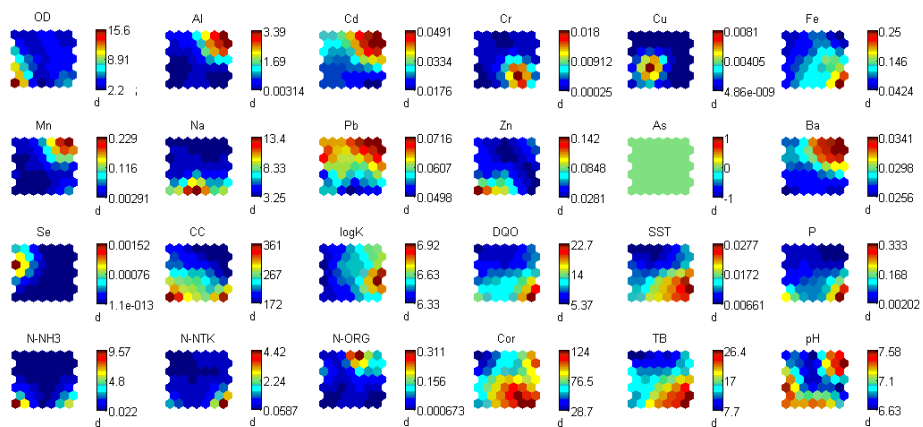 OD Al Cd Cr Cu Fe
15.6 3.39 0.0491 0.018 0.0081 0.25
8.91 1.69 0.0334 0.00912 0.00405 0.146
2.2 ; 0.00314 0.0176 0.00025 4.86e-009 0.0424
d d d d d d
Mn Na Pb Zn As Ba
0.229 13.4 0.0716 0.142 1 0.0341
0.116 8.33 0.0607 0.0848 0 0.0298
0.00291 3.25 0.0498 0.0281 -1 0.0256
d d d d d d
Se CC logK DQO SST P
0.00152 361 6.92 22.7 0.0277 0.333
0.00076 267 6.63 14 0.0172 0.168
1.1e-013 172 6.33 5.37 0.00661 0.00202
d d d d d d
N-NH3 N-NTK N-ORG Cor TB pH
9.57 4.42 0.311 124 26.4 7.58
4.8 2.24 0.156 76.5 17 7.1
0.022 0.0587 0.000673 28.7 7.7 6.63
d d d d d d